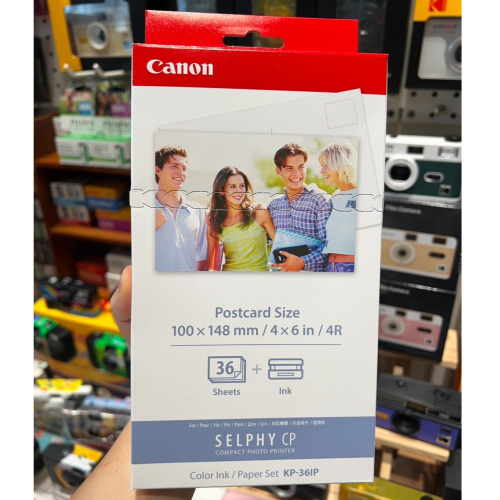 Canon
Postcard Size
100 × 148 mm / 4 × 6 in / 4R
36
+
Sheets
Ink
SELPHY CP
COMPACT PHOTO PRINTER
Color Ink / Paper Set KP-36IP
Kodak